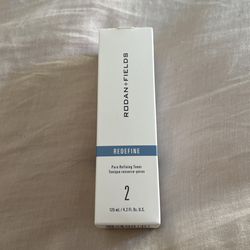 RODAN+FIELDS
REDEFINE
Pore Refining Toner
Tonique resserre-pores
2
125 mL / 4.2 Fl. Oz. U.S.